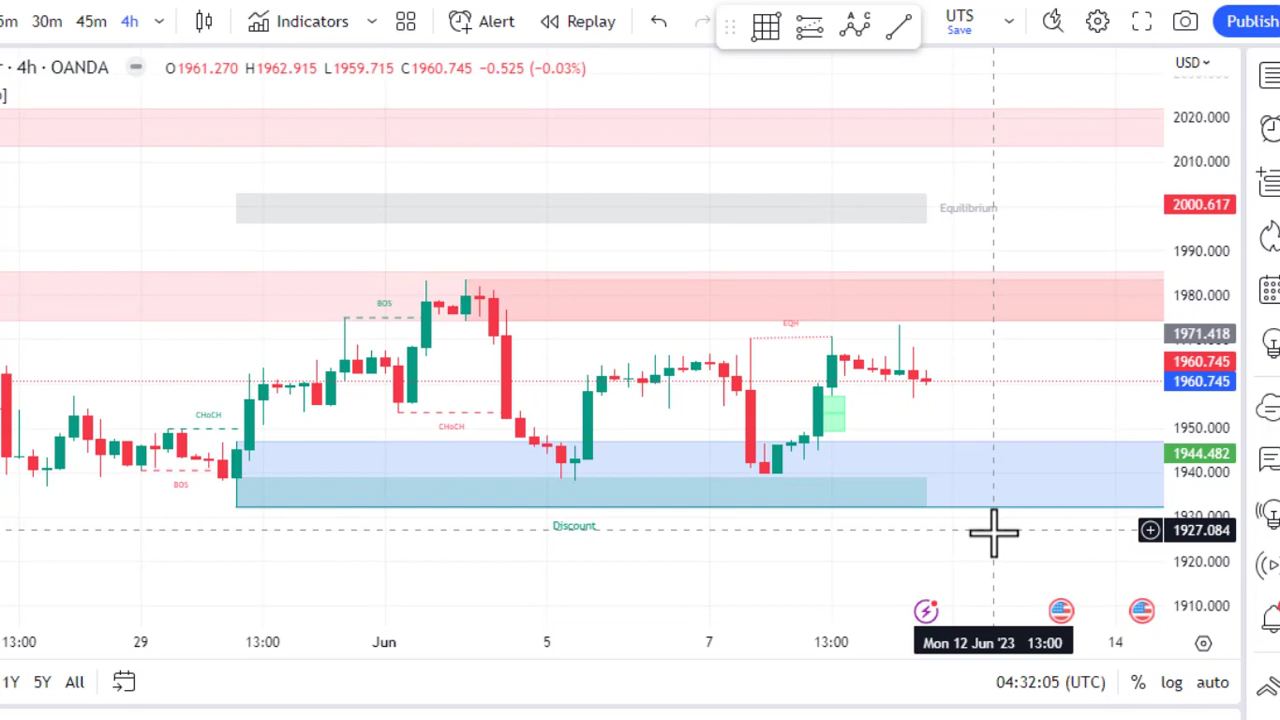 5m 30m 45m 4h Indicators Alert Replay UTS Save Publish
r · 4h · OANDA O1961.270 H1962.915 L1959.715 C1960.745 −0.525 (−0.03%) USD
]
2020.000
2010.000
Equilibrium 2000.617
1990.000
1980.000
BOS
EQH 1971.418
1960.745
1960.745
CHoCH
CHoCH
1950.000
1944.482
1940.000
BOS
1930.000
Discount 1927.084
1920.000
1910.000
13:00 29 13:00 Jun 5 7 13:00 Mon 12 Jun '23 13:00 14
1Y 5Y All 04:32:05 (UTC) % log auto